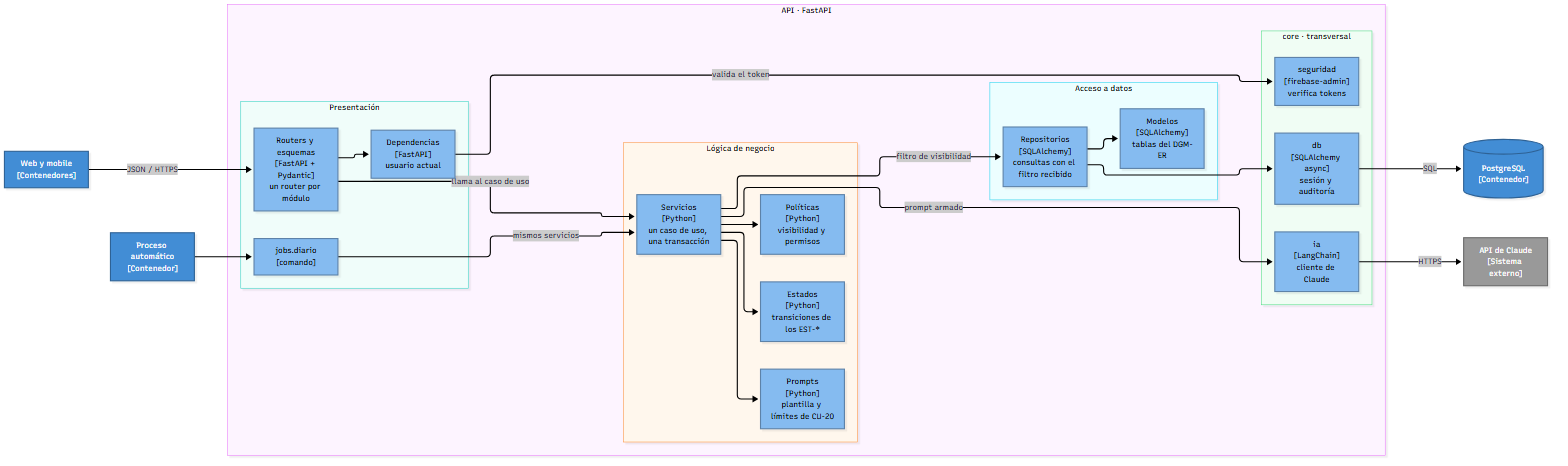 API · FastAPI
core · transversal
seguridad
[firebase-admin]
verifica tokens
valida el token
Acceso a datos
Presentación
Modelos
[SQLAlchemy]
tablas del DGM-
ER
Routers y
esquemas
[FastAPI +
Pydantic]
un router por
módulo
Dependencias
[FastAPI]
usuario actual
Repositorios
[SQLAlchemy]
consultas con el
filtro recibido
db
[SQLAlchemy
async]
sesión y
auditoría
Lógica de negocio
filtro de visibilidad
Web y mobile
[Contenedores]
JSON / HTTPS
SQL
PostgreSQL
[Contenedor]
llama al caso de uso
Servicios
[Python]
un caso de uso,
una transacción
Políticas
[Python]
visibilidad y
permisos
prompt armado
mismos servicios
Proceso
automático
[Contenedor]
jobs.diario
[comando]
ia
[LangChain]
cliente de
Claude
HTTPS
API de Claude
[Sistema
externo]
Estados
[Python]
transiciones de
los EST-*
Prompts
[Python]
plantilla y
límites de CU-20